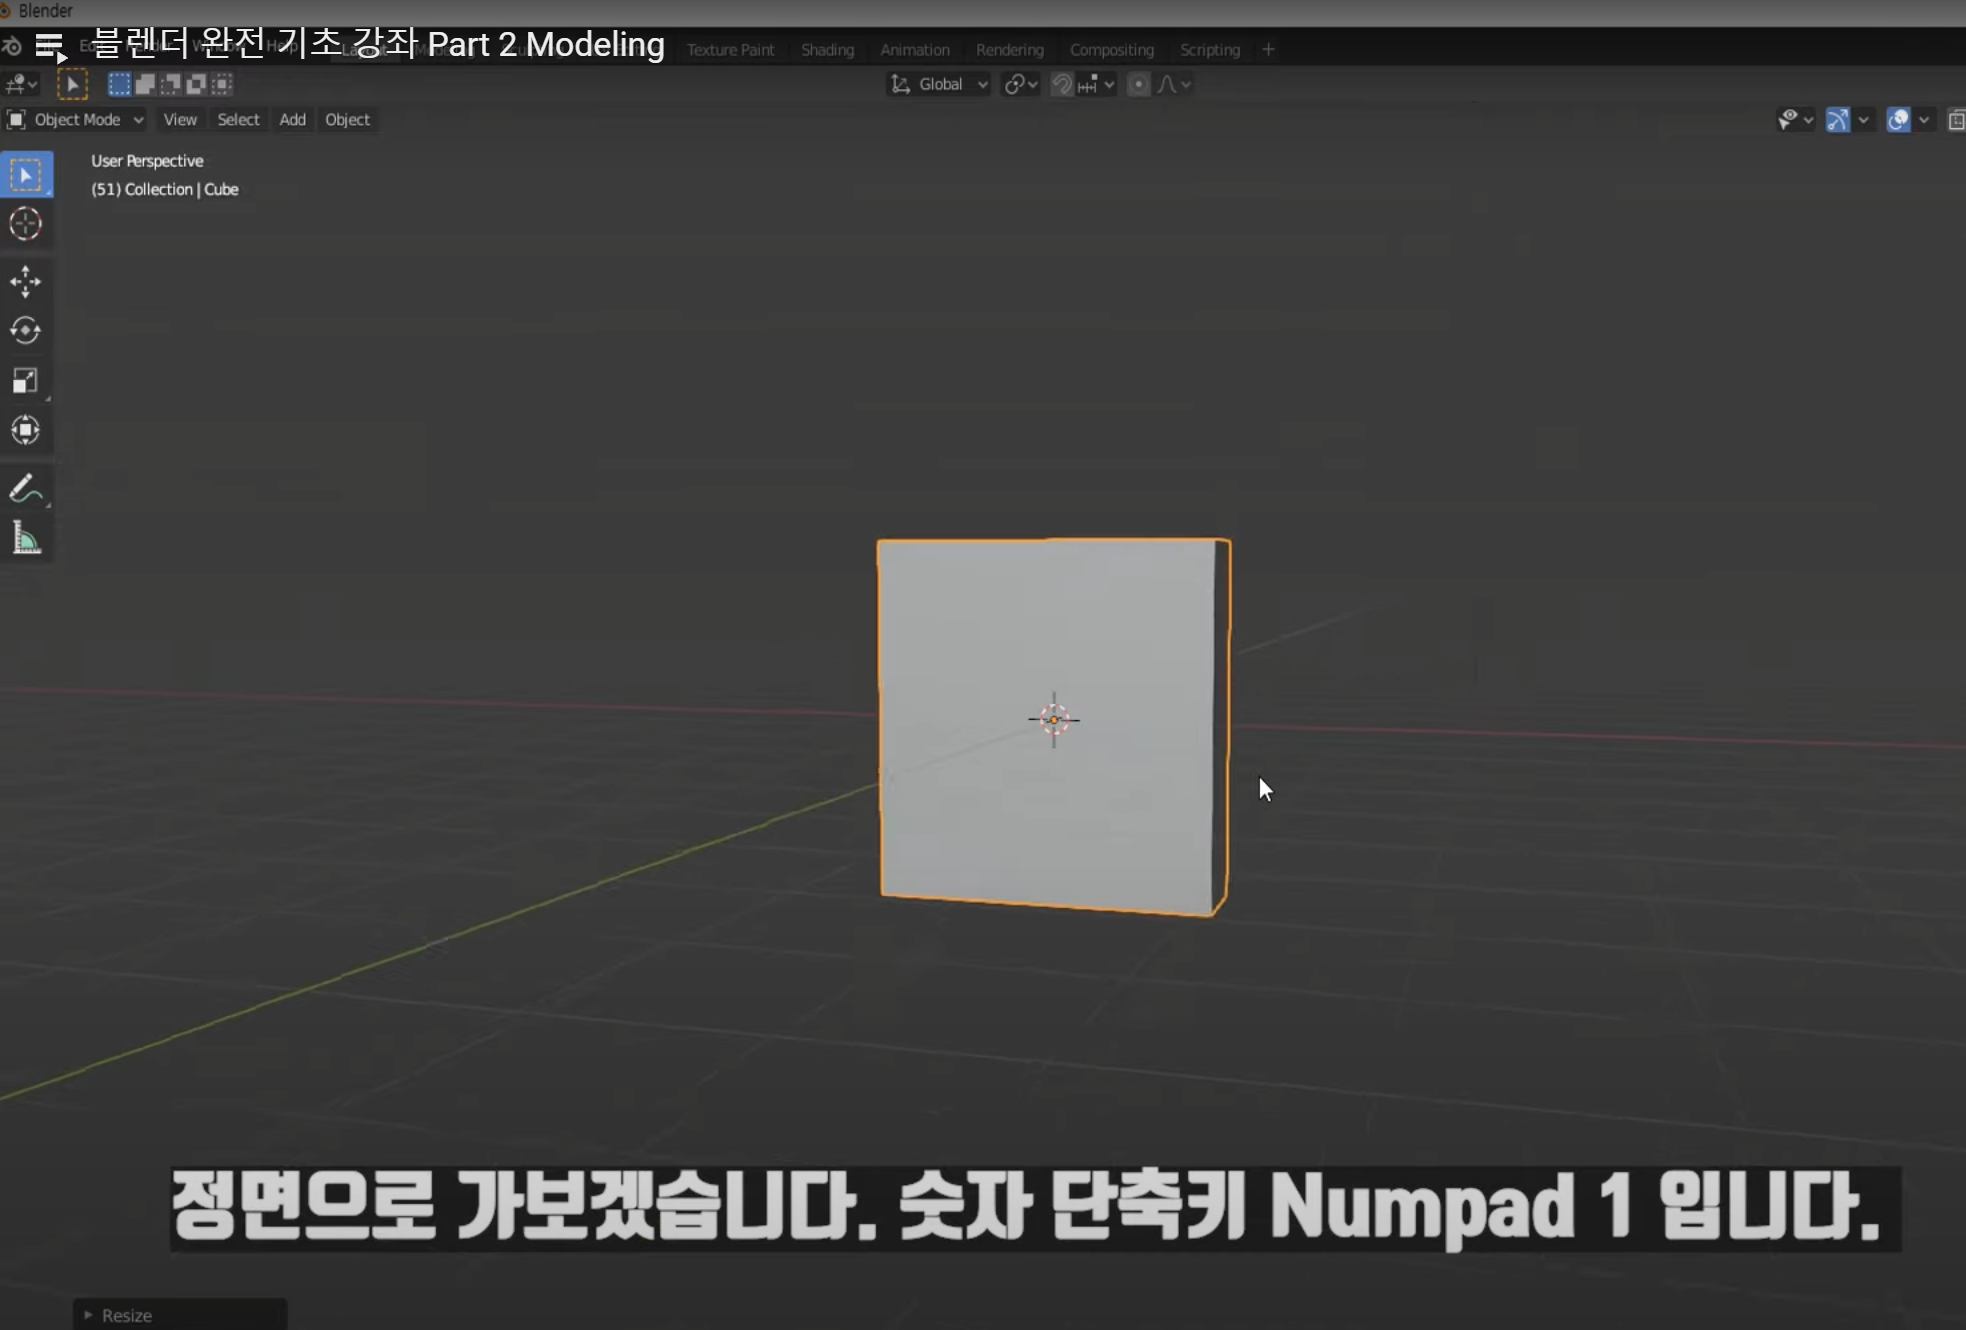 Blender
블렌더 완전 기초 강좌 Part 2 Modeling
Texture Paint Shading Animation Rendering Compositing Scripting +
Global
Object Mode View Select Add Object
User Perspective
(51) Collection | Cube
정면으로 가보겠습니다. 숫자 단축키 Numpad 1 입니다.
Resize